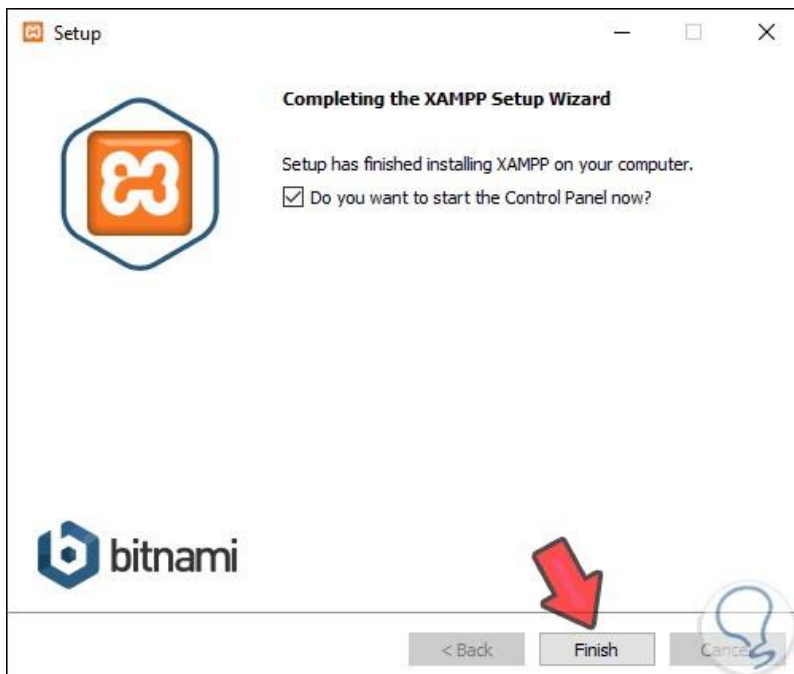 Setup
Completing the XAMPP Setup Wizard
Setup has finished installing XAMPP on your computer.
Do you want to start the Control Panel now?
bitnami
< Back
Finish
Cancel